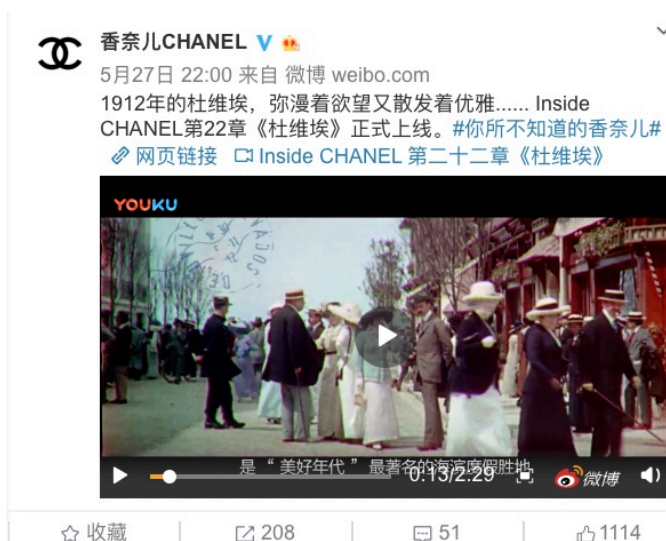 香奈儿CHANEL
5月27日 22:00 来自 微博 weibo.com
1912年的杜维埃，弥漫着欲望又散发着优雅...... Inside
CHANEL第22章《杜维埃》正式上线。#你所不知道的香奈儿#
网页链接 Inside CHANEL 第二十二章《杜维埃》
YOUKU
是“美好年代”最著名的海滨度假胜地
0:13/2:29
微博
收藏 208 51 1114